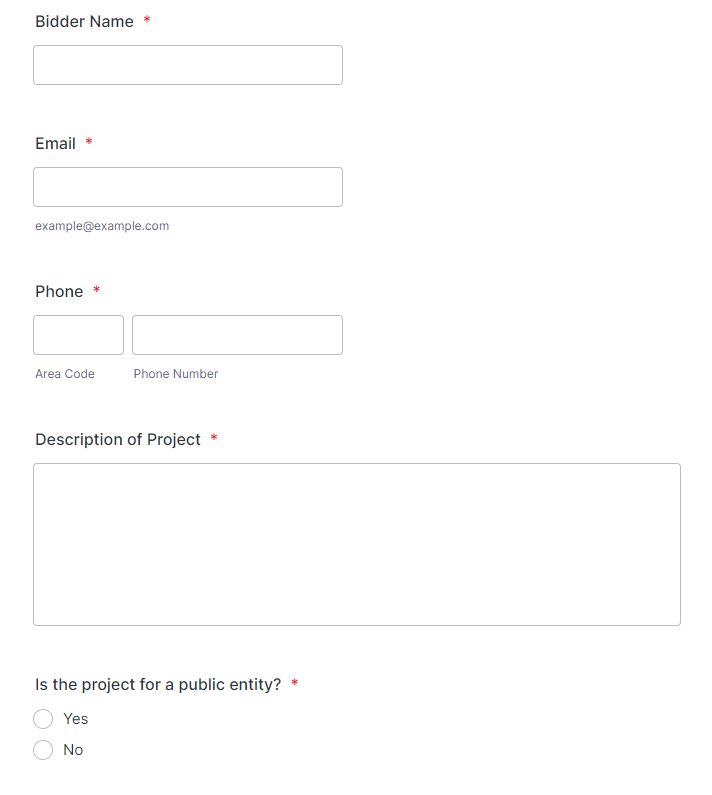 Bidder Name *
Email *
example@example.com
Phone *
Area Code Phone Number
Description of Project *
Is the project for a public entity? *
Yes
No